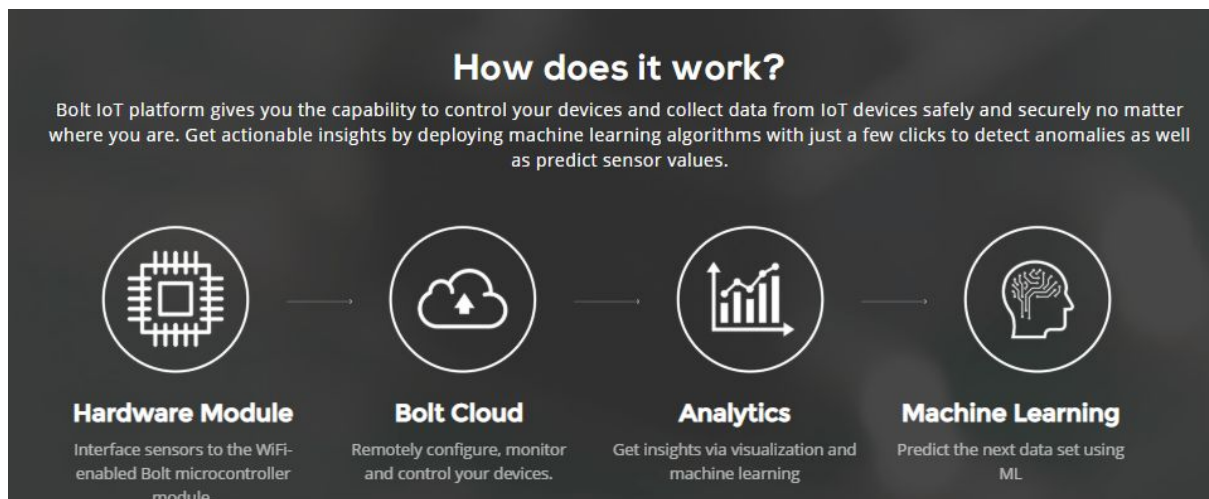 How does it work?
Bolt IoT platform gives you the capability to control your devices and collect data from IoT devices safely and securely no matter
where you are. Get actionable insights by deploying machine learning algorithms with just a few clicks to detect anomalies as well
as predict sensor values.
Hardware Module
Interface sensors to the WiFi-
enabled Bolt microcontroller
module
Bolt Cloud
Remotely configure, monitor
and control your devices.
Analytics
Get insights via visualization and
machine learning
Machine Learning
Predict the next data set using
ML